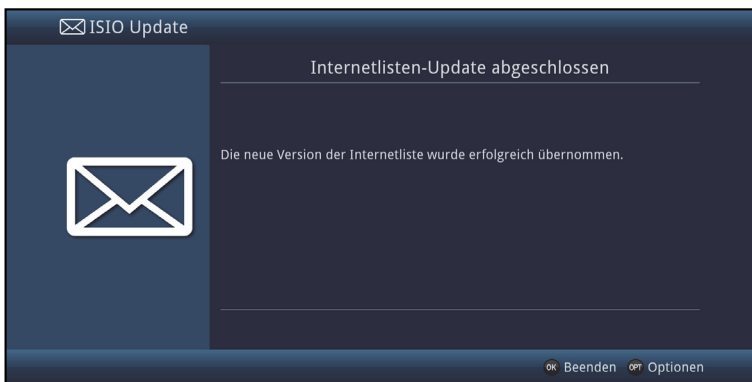 ISIO Update
Internetlisten-Update abgeschlossen
Die neue Version der Internetliste wurde erfolgreich übernommen.
OK Beenden OPT Optionen